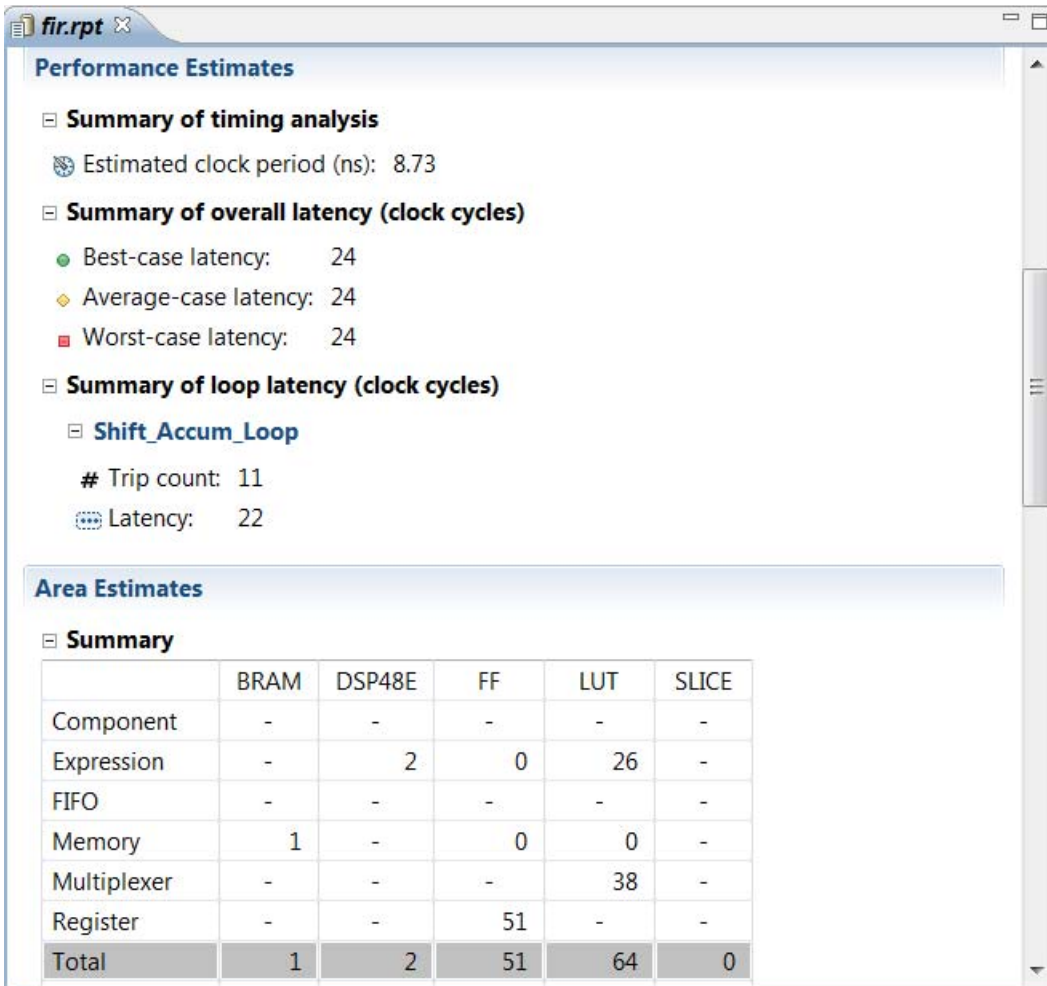 fir.rpt
Performance Estimates
Summary of timing analysis
Estimated clock period (ns): 8.73
Summary of overall latency (clock cycles)
Best-case latency: 24
Average-case latency: 24
Worst-case latency: 24
Summary of loop latency (clock cycles)
Shift_Accum_Loop
# Trip count: 11
Latency: 22
Area Estimates
Summary
BRAM DSP48E FF LUT SLICE
Component - - - - -
Expression - 2 0 26 -
FIFO - - - - -
Memory 1 - 0 0 -
Multiplexer - - - 38 -
Register - - 51 - -
Total 1 2 51 64 0